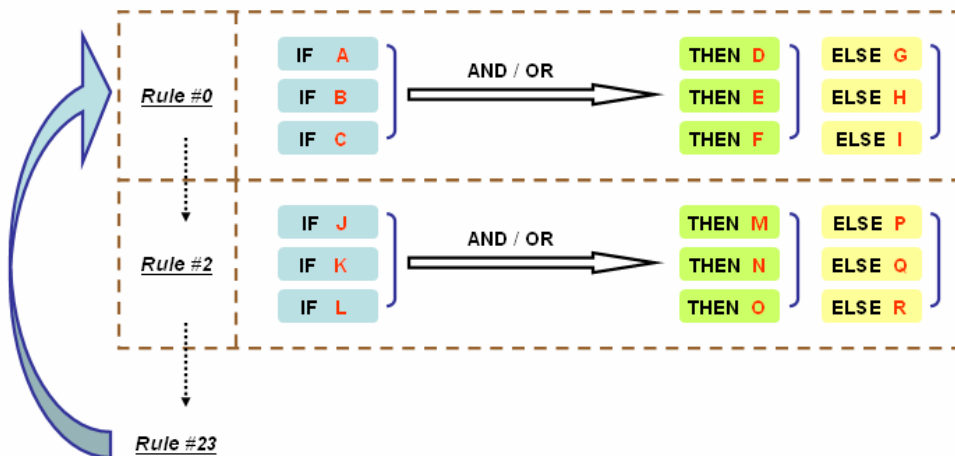 IF A
THEN D
ELSE G
AND / OR
Rule #0
IF B
THEN E
ELSE H
IF C
THEN F
ELSE I
IF J
THEN M
ELSE P
AND / OR
Rule #2
IF K
THEN N
ELSE Q
IF L
THEN O
ELSE R
Rule #23